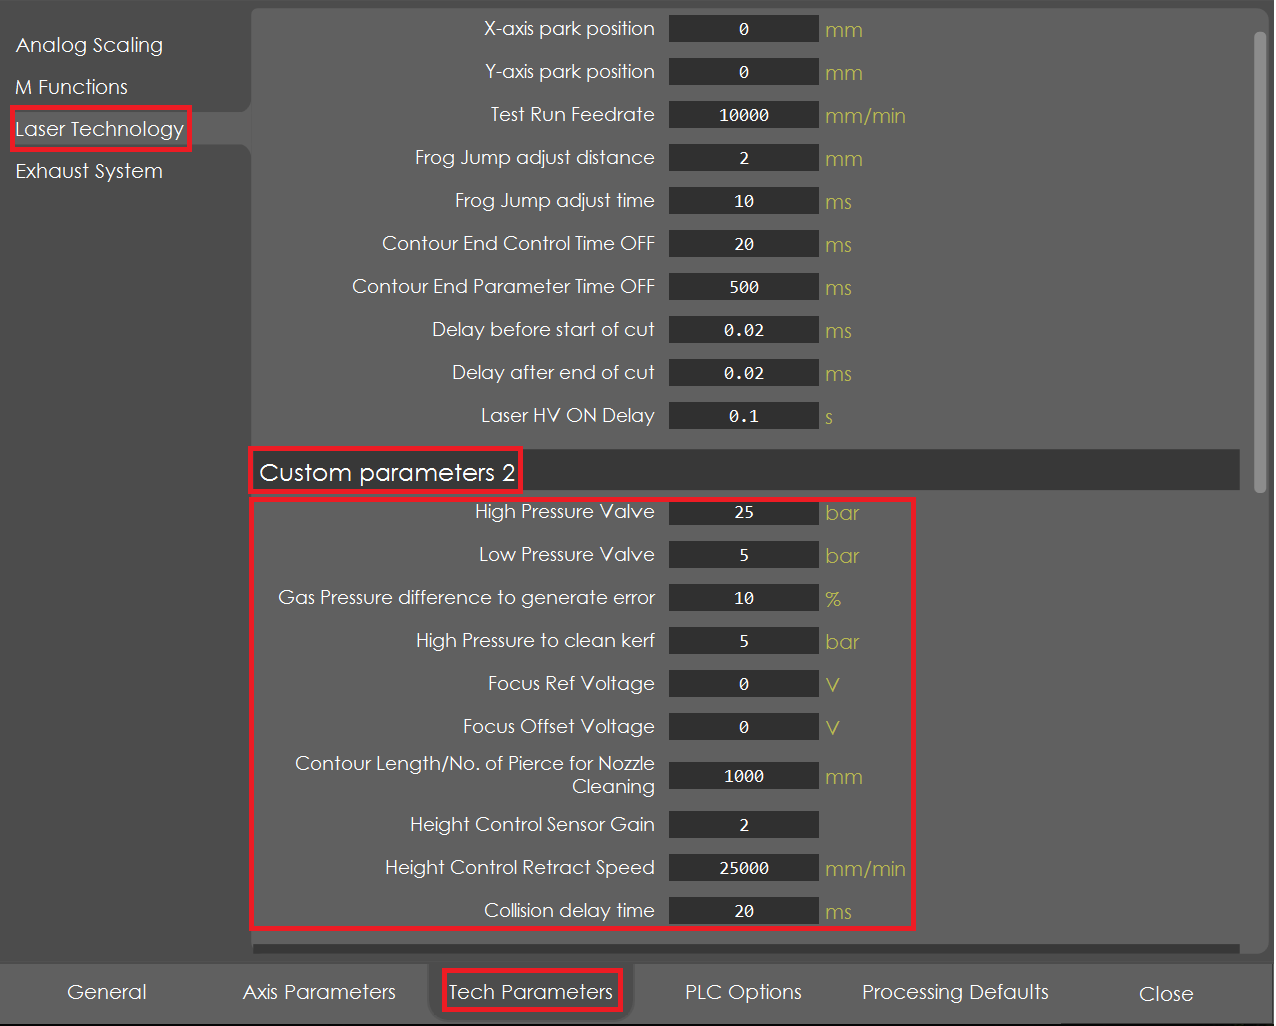 Analog Scaling
M Functions
Laser Technology
Exhaust System
X-axis park position 0 mm
Y-axis park position 0 mm
Test Run Feedrate 10000 mm/min
Frog Jump adjust distance 2 mm
Frog Jump adjust time 10 ms
Contour End Control Time OFF 20 ms
Contour End Parameter Time OFF 500 ms
Delay before start of cut 0.02 ms
Delay after end of cut 0.02 ms
Laser HV ON Delay 0.1 s
Custom parameters 2
High Pressure Valve 25 bar
Low Pressure Valve 5 bar
Gas Pressure difference to generate error 10 %
High Pressure to clean kerf 5 bar
Focus Ref Voltage 0 V
Focus Offset Voltage 0 V
Contour Length/No. of Pierce for Nozzle
Cleaning 1000 mm
Height Control Sensor Gain 2
Height Control Retract Speed 25000 mm/min
Collision delay time 20 ms
General Axis Parameters Tech Parameters PLC Options Processing Defaults Close